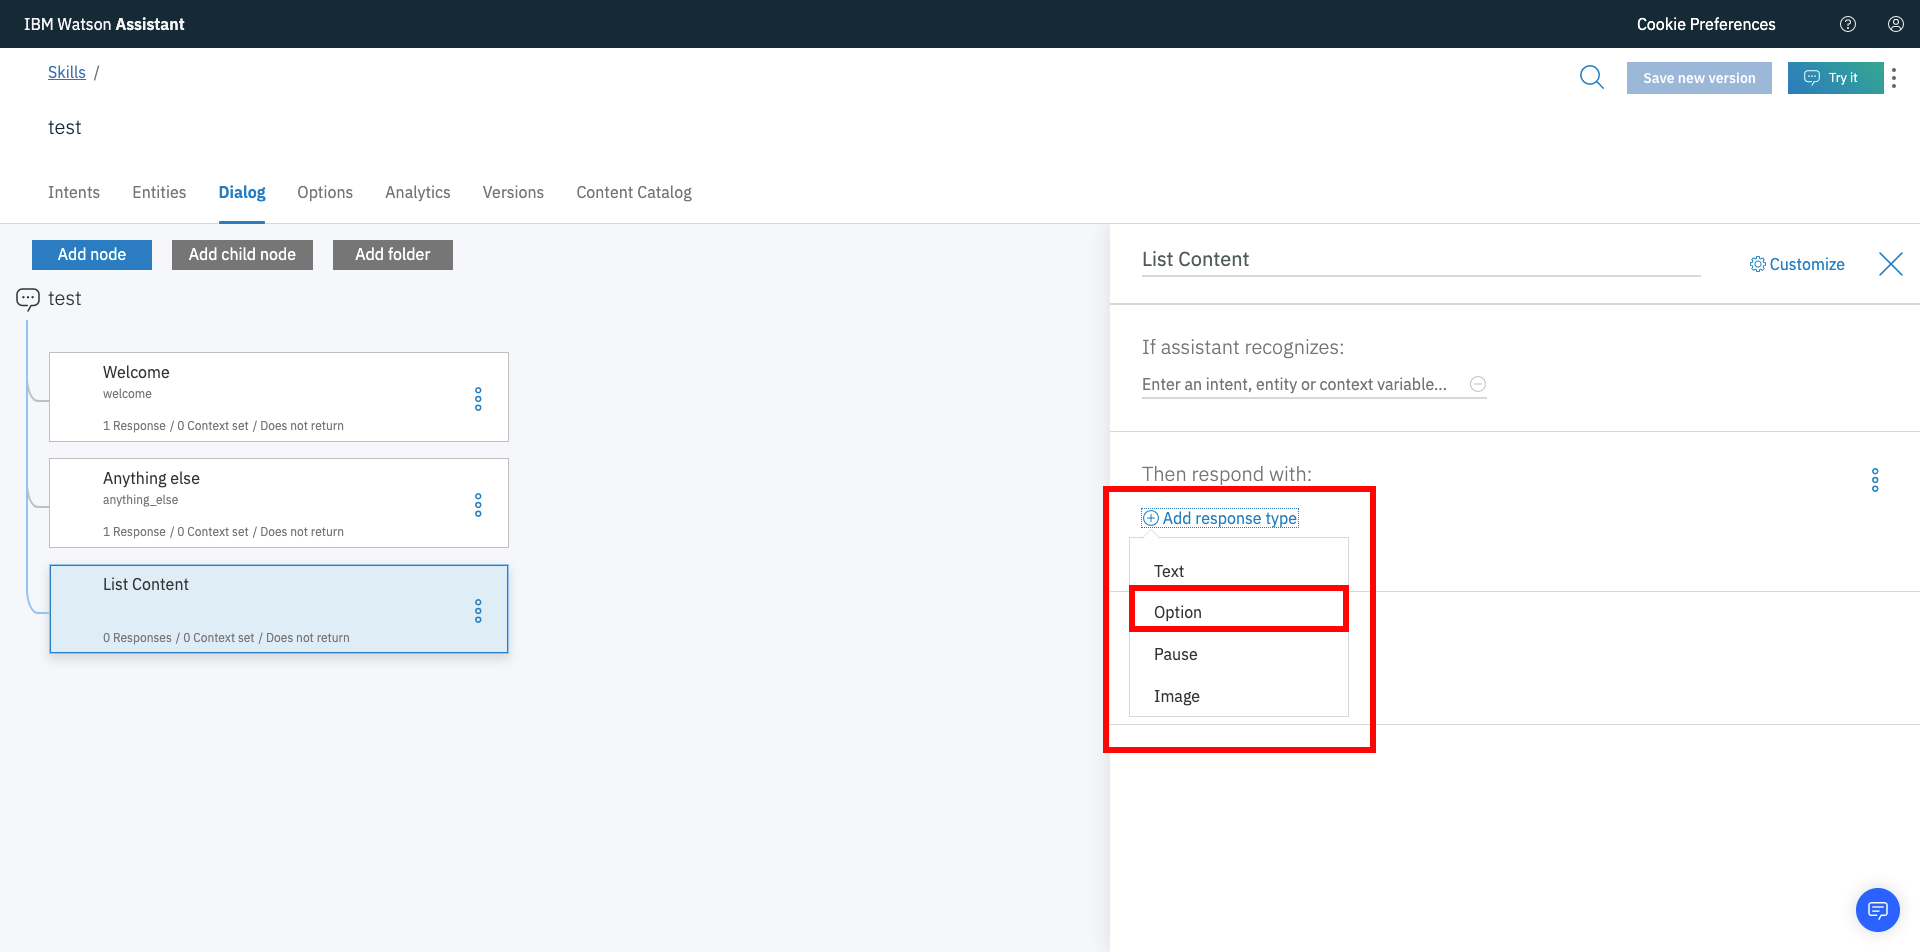 IBM Watson Assistant
Cookie Preferences
Skills /
Save new version
Try it
test
Intents
Entities
Dialog
Options
Analytics
Versions
Content Catalog
Add node
Add child node
Add folder
test
Welcome
welcome
1 Response / 0 Context set / Does not return
Anything else
anything_else
1 Response / 0 Context set / Does not return
List Content
0 Responses / 0 Context set / Does not return
List Content
Customize
If assistant recognizes:
Enter an intent, entity or context variable...
Then respond with:
Add response type
Text
Option
Pause
Image